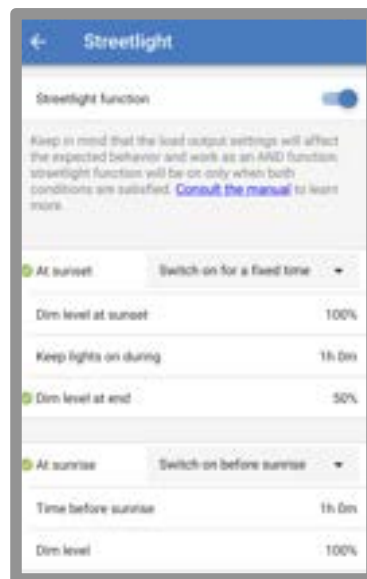 Streetlight
Streetlight function
Keep in mind that the load output settings will affect
the expected behavior and work as an AND function:
streetlight function will be on only when both
conditions are satisfied. Consult the manual to learn
more.
At sunset Switch on for a fixed time
Dim level at sunset 100%
Keep lights on during 1h 0m
Dim level at end 50%
At sunrise Switch on before sunrise
Time before sunrise 1h 0m
Dim level 100%